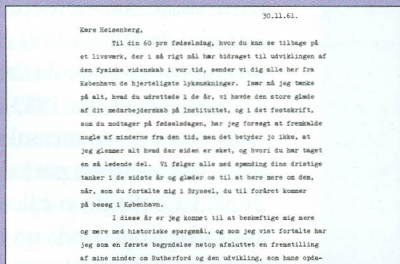 30.11.61.
Kære Heisenberg,
Til din 60 års fødselsdag, hvor du kan se tilbage på
et livsværk, der i så rigt mål har bidraget til udviklingen af
den fysiske videnskab i vor tid, sender vi dig alle her fra
København de hjerteligste lykønskninger. Især må jeg tænke
på alt, hvad du udrettede i de år, vi havde den store glæde
af dit medarbejderskab på Instituttet, og i det festskrift,
som du modtager på fødselsdagen, har jeg forsøgt at fremkalde
nogle af minderne fra den tid, men det betyder jo ikke, at
jeg glemmer alt hvad der siden er sket, og hvori du har taget
en så ledende del. Vi følger alle med spænding dine dristige
tanker i de sidste år og glæder os til at høre mere om dem,
når, som du fortalte mig i Bryssel, du til foråret kommer
på besøg i København.
I disse år er jeg kommet til at beskæftige mig mere
og mere med historiske spørgsmål, og som jeg vist fortalte har
jeg som en første begyndelse netop afsluttet en fremstilling
af mine minder om Rutherford og den udvikling, som hans opda-